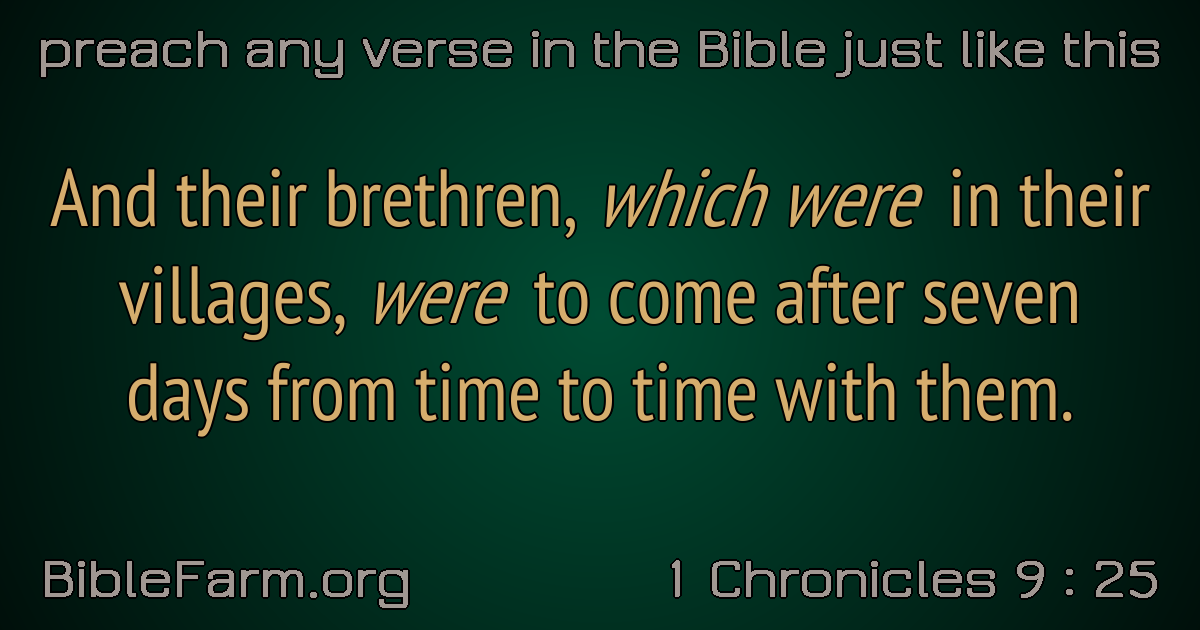 preach any verse in the Bible just like this
And their brethren, which were in their
villages, were to come after seven
days from time to time with them.
BibleFarm.org
1 Chronicles 9 : 25